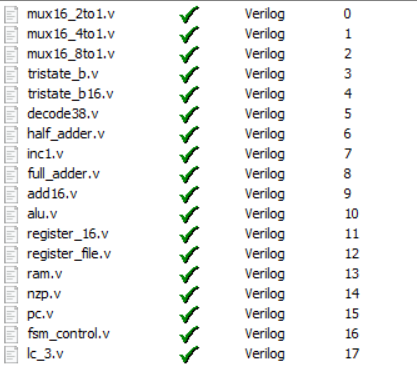 mux16_2to1.v Verilog 0
mux16_4to1.v Verilog 1
mux16_8to1.v Verilog 2
tristate_b.v Verilog 3
tristate_b16.v Verilog 4
decode38.v Verilog 5
half_adder.v Verilog 6
inc1.v Verilog 7
full_adder.v Verilog 8
add16.v Verilog 9
alu.v Verilog 10
register_16.v Verilog 11
register_file.v Verilog 12
ram.v Verilog 13
nzp.v Verilog 14
pc.v Verilog 15
fsm_control.v Verilog 16
lc_3.v Verilog 17